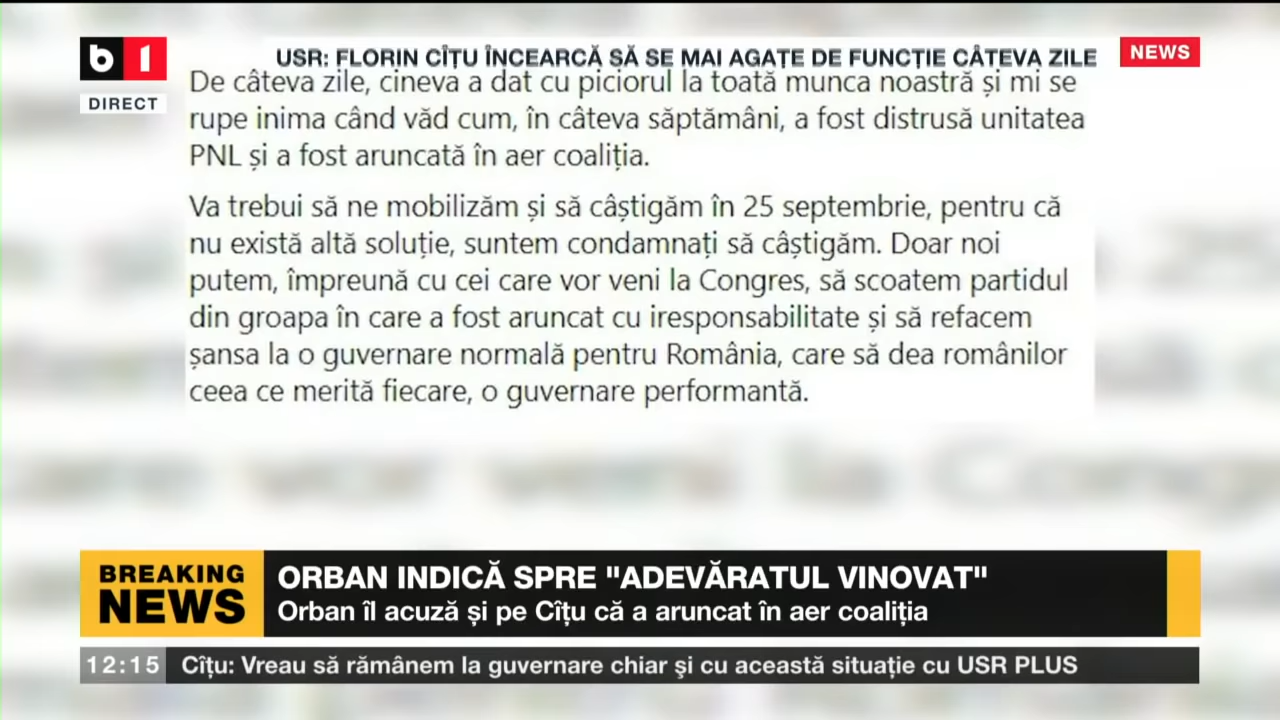 b1
NEWS
DIRECT
USR: FLORIN CÎȚU ÎNCEARCĂ SĂ SE MAI AGAȚE DE FUNCȚIE CÂTEVA ZILE
De câteva zile, cineva a dat cu piciorul la toată munca noastră și mi se
rupe inima când văd cum, în câteva săptămâni, a fost distrusă unitatea
PNL și a fost aruncată în aer coaliția.
Va trebui să ne mobilizăm și să câștigăm în 25 septembrie, pentru că
nu există altă soluție, suntem condamnați să câștigăm. Doar noi
putem, împreună cu cei care vor veni la Congres, să scoatem partidul
din groapa în care a fost aruncat cu iresponsabilitate și să refacem
șansa la o guvernare normală pentru România, care să dea românilor
ceea ce merită fiecare, o guvernare performantă.
BREAKING
NEWS
ORBAN INDICĂ SPRE "ADEVĂRATUL VINOVAT"
Orban îl acuză și pe Cîțu că a aruncat în aer coaliția
12:15 Cîțu: Vreau să rămânem la guvernare chiar şi cu această situație cu USR PLUS